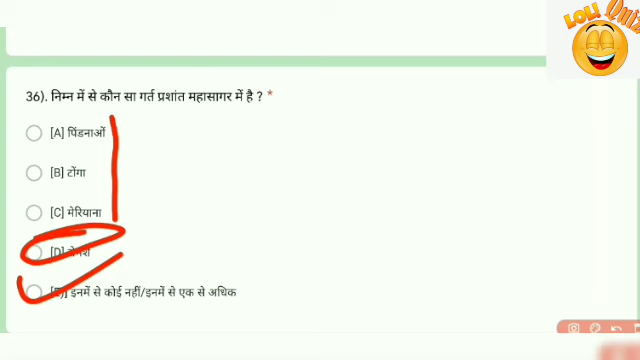 LOL! Quiz
36). निम्न में से कौन सा गर्त प्रशांत महासागर में है ? *
[A] पिंडनाओं
[B] टोंगा
[C] मेरियाना
[D]
इनमें से कोई नहीं/इनमें से एक से अधिक